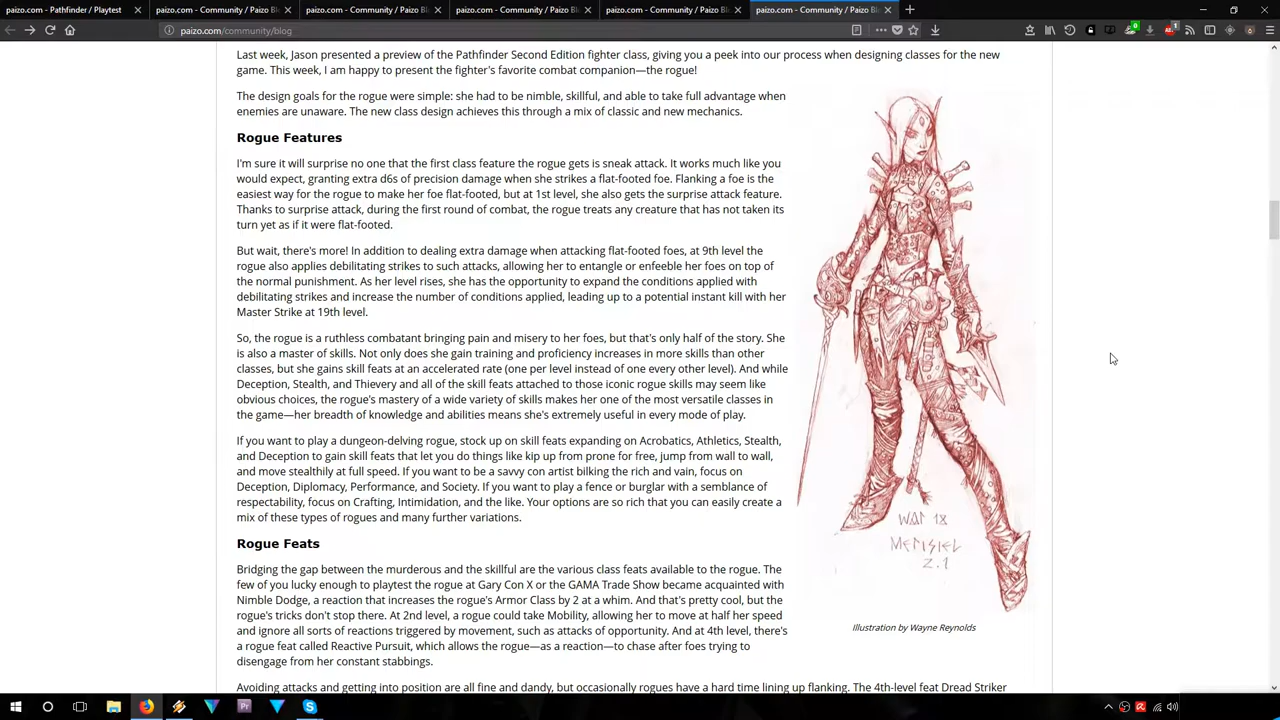 paizo.com - Pathfinder / Playtest
paizo.com - Community / Paizo Bl
paizo.com - Community / Paizo Bl
paizo.com - Community / Paizo Bl
paizo.com - Community / Paizo Bl
paizo.com - Community / Paizo Bl
paizo.com/community/blog
Last week, Jason presented a preview of the Pathfinder Second Edition fighter class, giving you a peek into our process when designing classes for the new
game. This week, I am happy to present the fighter's favorite combat companion—the rogue!
The design goals for the rogue were simple: she had to be nimble, skillful, and able to take full advantage when
enemies are unaware. The new class design achieves this through a mix of classic and new mechanics.
Rogue Features
I'm sure it will surprise no one that the first class feature the rogue gets is sneak attack. It works much like you
would expect, granting extra d6s of precision damage when she strikes a flat-footed foe. Flanking a foe is the
easiest way for the rogue to make her foe flat-footed, but at 1st level, she also gets the surprise attack feature.
Thanks to surprise attack, during the first round of combat, the rogue treats any creature that has not taken its
turn yet as if it were flat-footed.
But wait, there's more! In addition to dealing extra damage when attacking flat-footed foes, at 9th level the
rogue also applies debilitating strikes to such attacks, allowing her to entangle or enfeeble her foes on top of
the normal punishment. As her level rises, she has the opportunity to expand the conditions applied with
debilitating strikes and increase the number of conditions applied, leading up to a potential instant kill with her
Master Strike at 19th level.
So, the rogue is a ruthless combatant bringing pain and misery to her foes, but that's only half of the story. She
is also a master of skills. Not only does she gain training and proficiency increases in more skills than other
classes, but she gains skill feats at an accelerated rate (one per level instead of one every other level). And while
Deception, Stealth, and Thievery and all of the skill feats attached to those iconic rogue skills may seem like
obvious choices, the rogue's mastery of a wide variety of skills makes her one of the most versatile classes in
the game—her breadth of knowledge and abilities means she's extremely useful in every mode of play.
If you want to play a dungeon-delving rogue, stock up on skill feats expanding on Acrobatics, Athletics, Stealth,
and Deception to gain skill feats that let you do things like kip up from prone for free, jump from wall to wall,
and move stealthily at full speed. If you want to be a savvy con artist bilking the rich and vain, focus on
Deception, Diplomacy, Performance, and Society. If you want to play a fence or burglar with a semblance of
respectability, focus on Crafting, Intimidation, and the like. Your options are so rich that you can easily create a
mix of these types of rogues and many further variations.
WAR 18
MERISIEL
2.1
Rogue Feats
Bridging the gap between the murderous and the skillful are the various class feats available to the rogue. The
few of you lucky enough to playtest the rogue at Gary Con X or the GAMA Trade Show became acquainted with
Nimble Dodge, a reaction that increases the rogue's Armor Class by 2 at a whim. And that's pretty cool, but the
rogue's tricks don't stop there. At 2nd level, a rogue could take Mobility, allowing her to move at half her speed
and ignore all sorts of reactions triggered by movement, such as attacks of opportunity. And at 4th level, there's
a rogue feat called Reactive Pursuit, which allows the rogue—as a reaction—to chase after foes trying to
disengage from her constant stabbings.
Illustration by Wayne Reynolds
Avoiding attacks and getting into position are all fine and dandy, but occasionally rogues have a hard time lining up flanking. The 4th-level feat Dread Striker